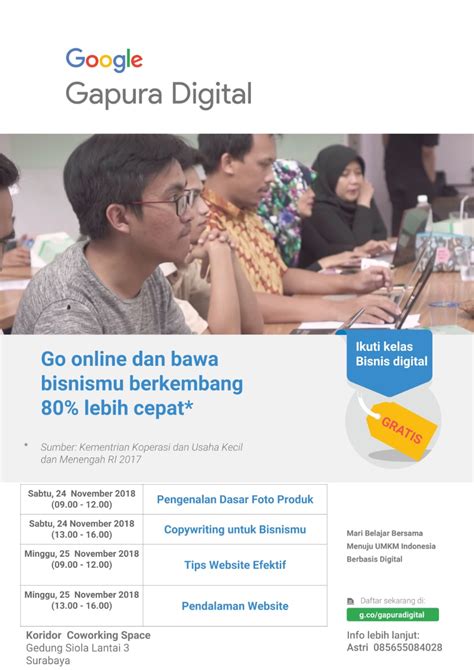 Google
Gapura Digital
Go online dan bawa
bisnismu berkembang
80% lebih cepat*
Ikuti kelas
Bisnis digital
GRATIS
* Sumber: Kementrian Koperasi dan Usaha Kecil
dan Menengah RI 2017
Sabtu, 24 November 2018
(09.00 - 12.00)
Pengenalan Dasar Foto Produk
Sabtu, 24 November 2018
(13.00 - 16.00)
Copywriting untuk Bisnismu
Minggu, 25 November 2018
(09.00 - 12.00)
Tips Website Efektif
Minggu, 25 November 2018
(13.00 - 16.00)
Pendalaman Website
Mari Belajar Bersama
Menuju UMKM Indonesia
Berbasis Digital
Daftar sekarang di:
g.co/gapuradigital
Koridor Coworking Space
Gedung Siola Lantai 3
Surabaya
Info lebih lanjut:
Astri 085655084028